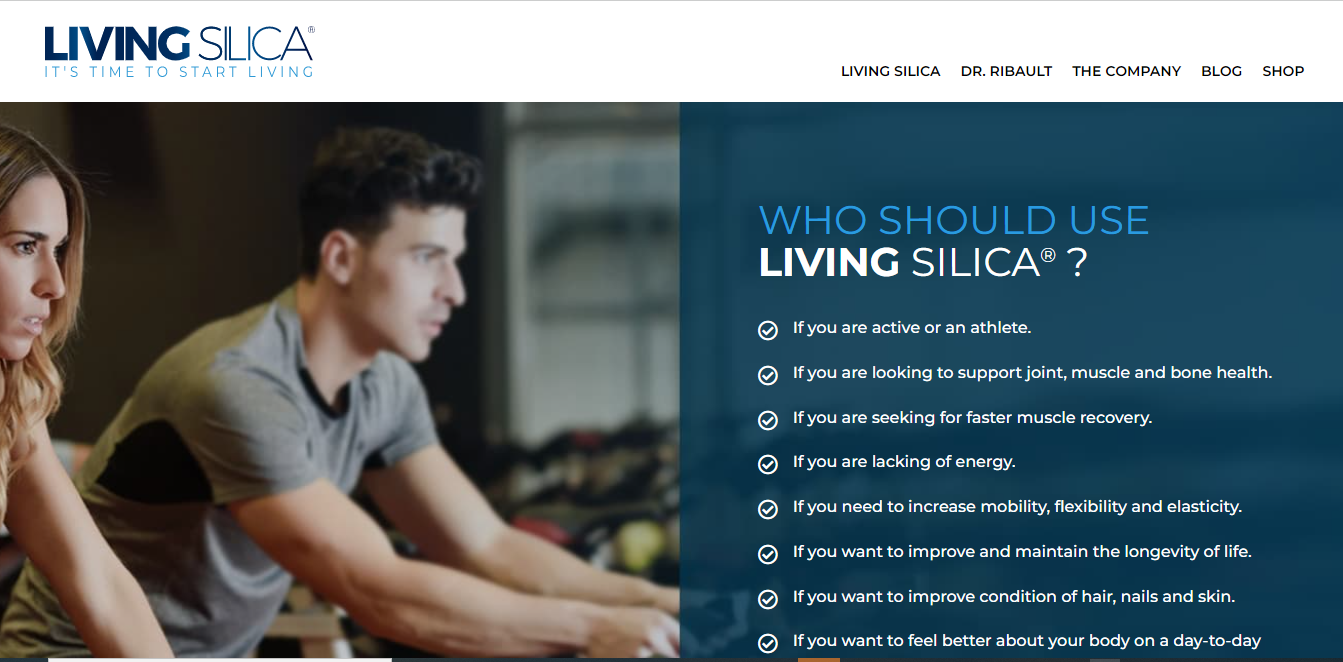 LIVING SILICA®
IT'S TIME TO START LIVING
LIVING SILICA DR. RIBAULT THE COMPANY BLOG SHOP
WHO SHOULD USE
LIVING SILICA® ?
If you are active or an athlete.
If you are looking to support joint, muscle and bone health.
If you are seeking for faster muscle recovery.
If you are lacking of energy.
If you need to increase mobility, flexibility and elasticity.
If you want to improve and maintain the longevity of life.
If you want to improve condition of hair, nails and skin.
If you want to feel better about your body on a day-to-day